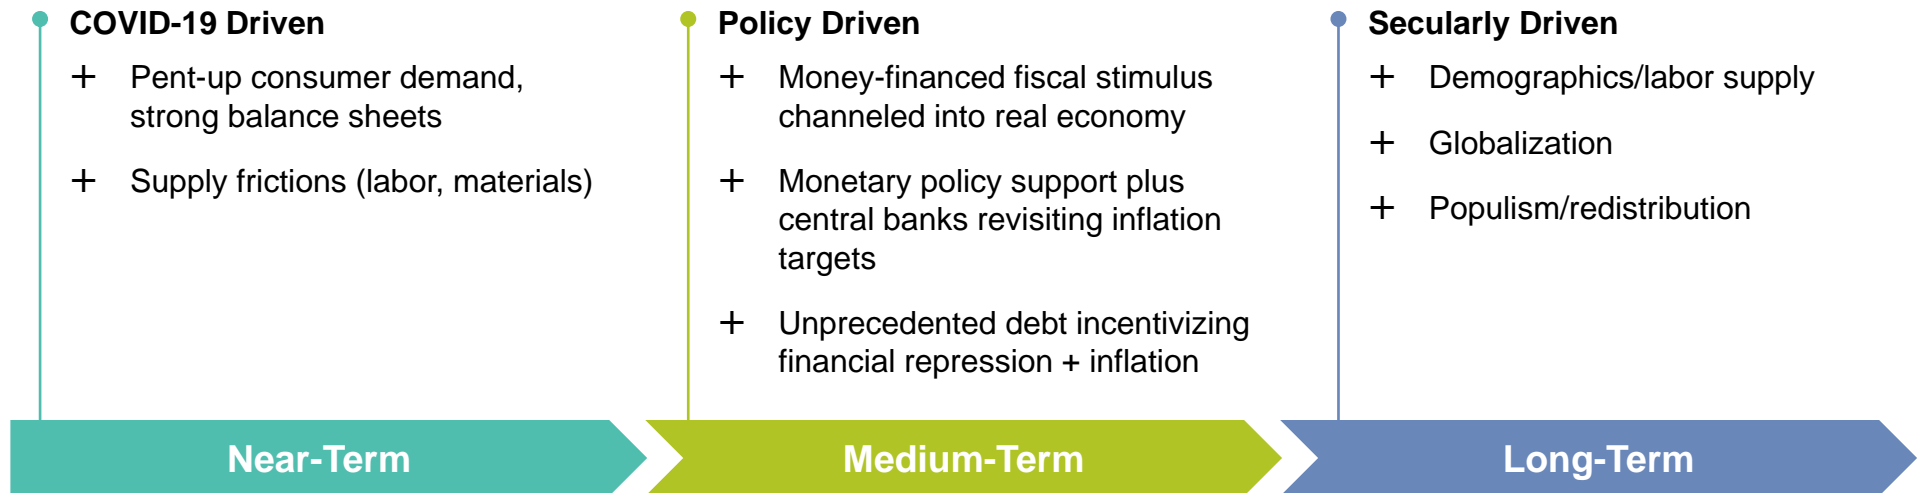 COVID-19 Driven
+ Pent-up consumer demand,
strong balance sheets
+ Supply frictions (labor, materials)
Near-Term
Policy Driven
+ Money-financed fiscal stimulus
channeled into real economy
+ Monetary policy support plus
central banks revisiting inflation
targets
+ Unprecedented debt incentivizing
financial repression + inflation
Medium-Term
Secularly Driven
+ Demographics/labor supply
+ Globalization
+ Populism/redistribution
Long-Term